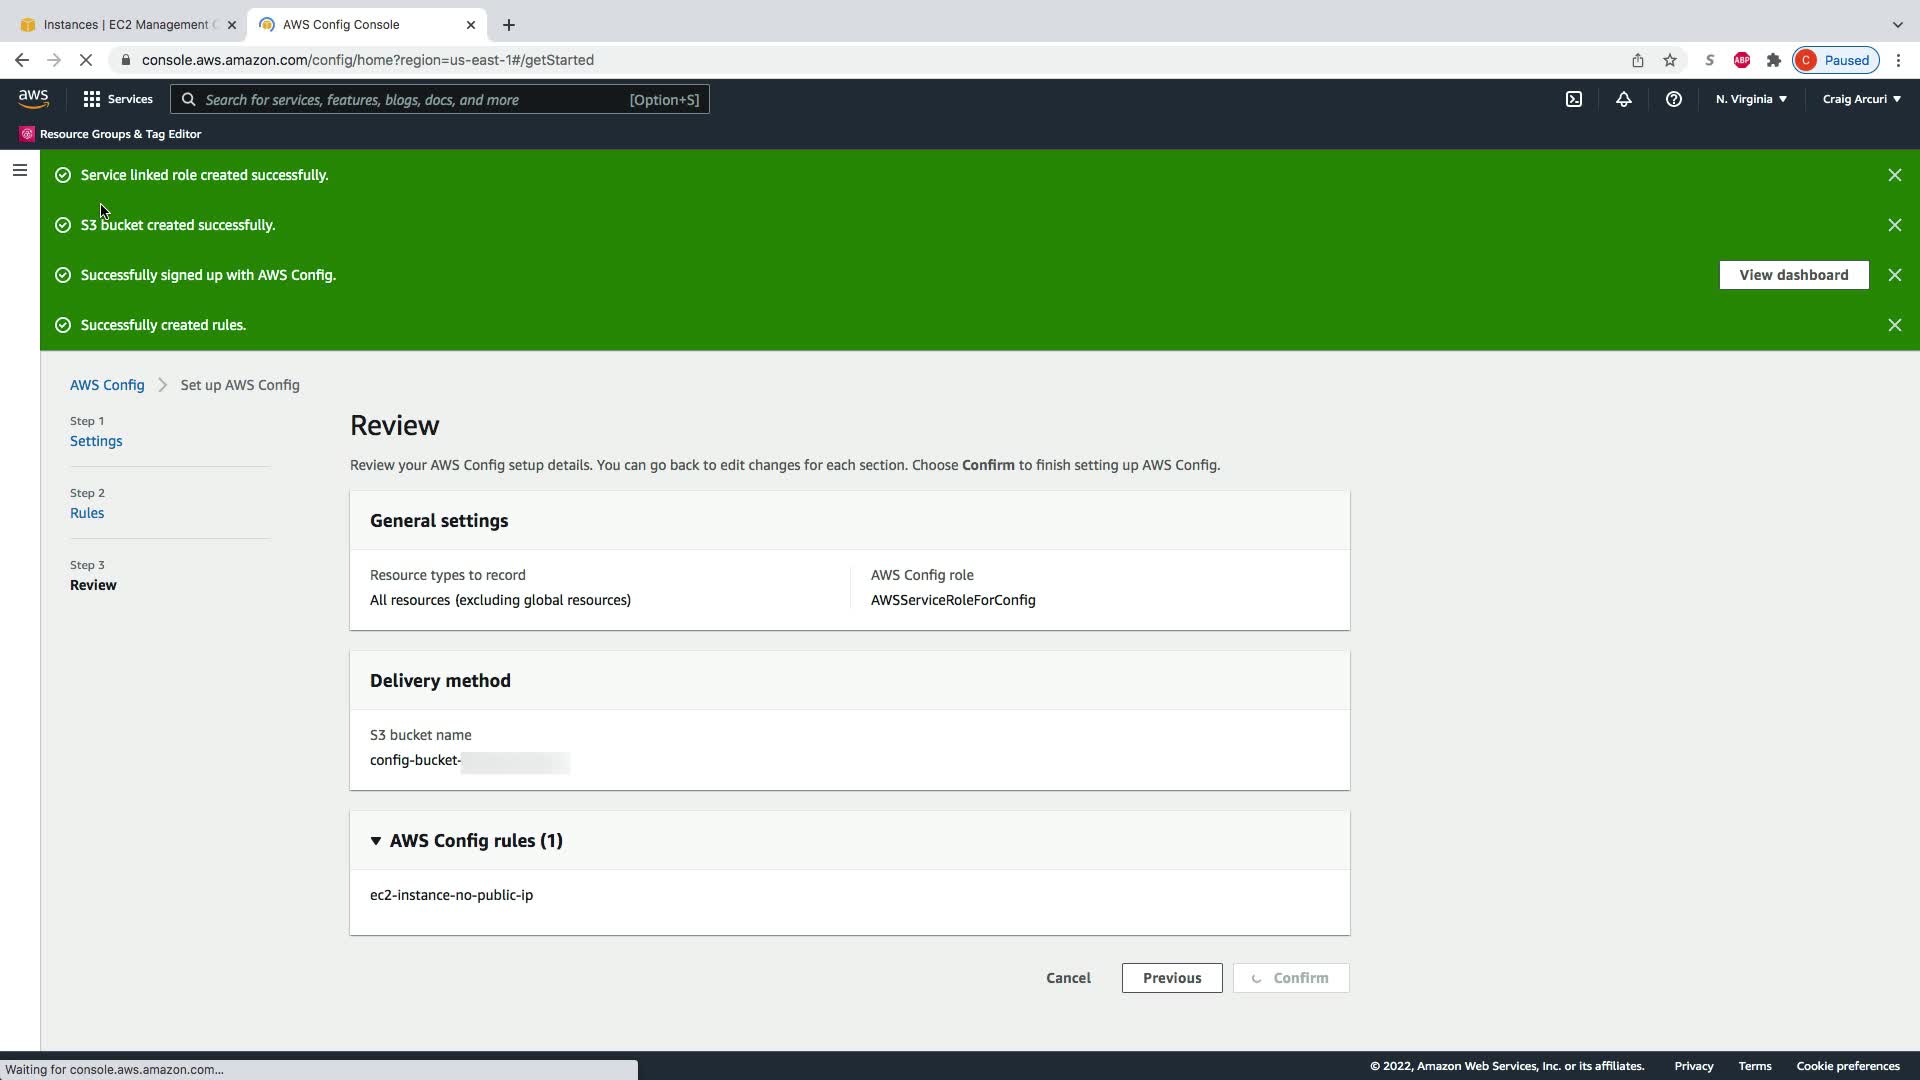 Instances | EC2 Management C
AWS Config Console
console.aws.amazon.com/config/home?region=us-east-1#/getStarted
S
ABP
C
Paused
aws
Services
Search for services, features, blogs, docs, and more
[Option+S]
N. Virginia
Craig Arcuri
Resource Groups & Tag Editor
Service linked role created successfully.
S3 bucket created successfully.
Successfully signed up with AWS Config.
View dashboard
Successfully created rules.
AWS Config
Set up AWS Config
Step 1
Settings
Step 2
Rules
Step 3
Review
Review
Review your AWS Config setup details. You can go back to edit changes for each section. Choose Confirm to finish setting up AWS Config.
General settings
Resource types to record
All resources (excluding global resources)
AWS Config role
AWSServiceRoleForConfig
Delivery method
S3 bucket name
config-bucket-
AWS Config rules (1)
ec2-instance-no-public-ip
Cancel
Previous
Confirm
Waiting for console.aws.amazon.com...
© 2022, Amazon Web Services, Inc. or its affiliates.
Privacy
Terms
Cookie preferences